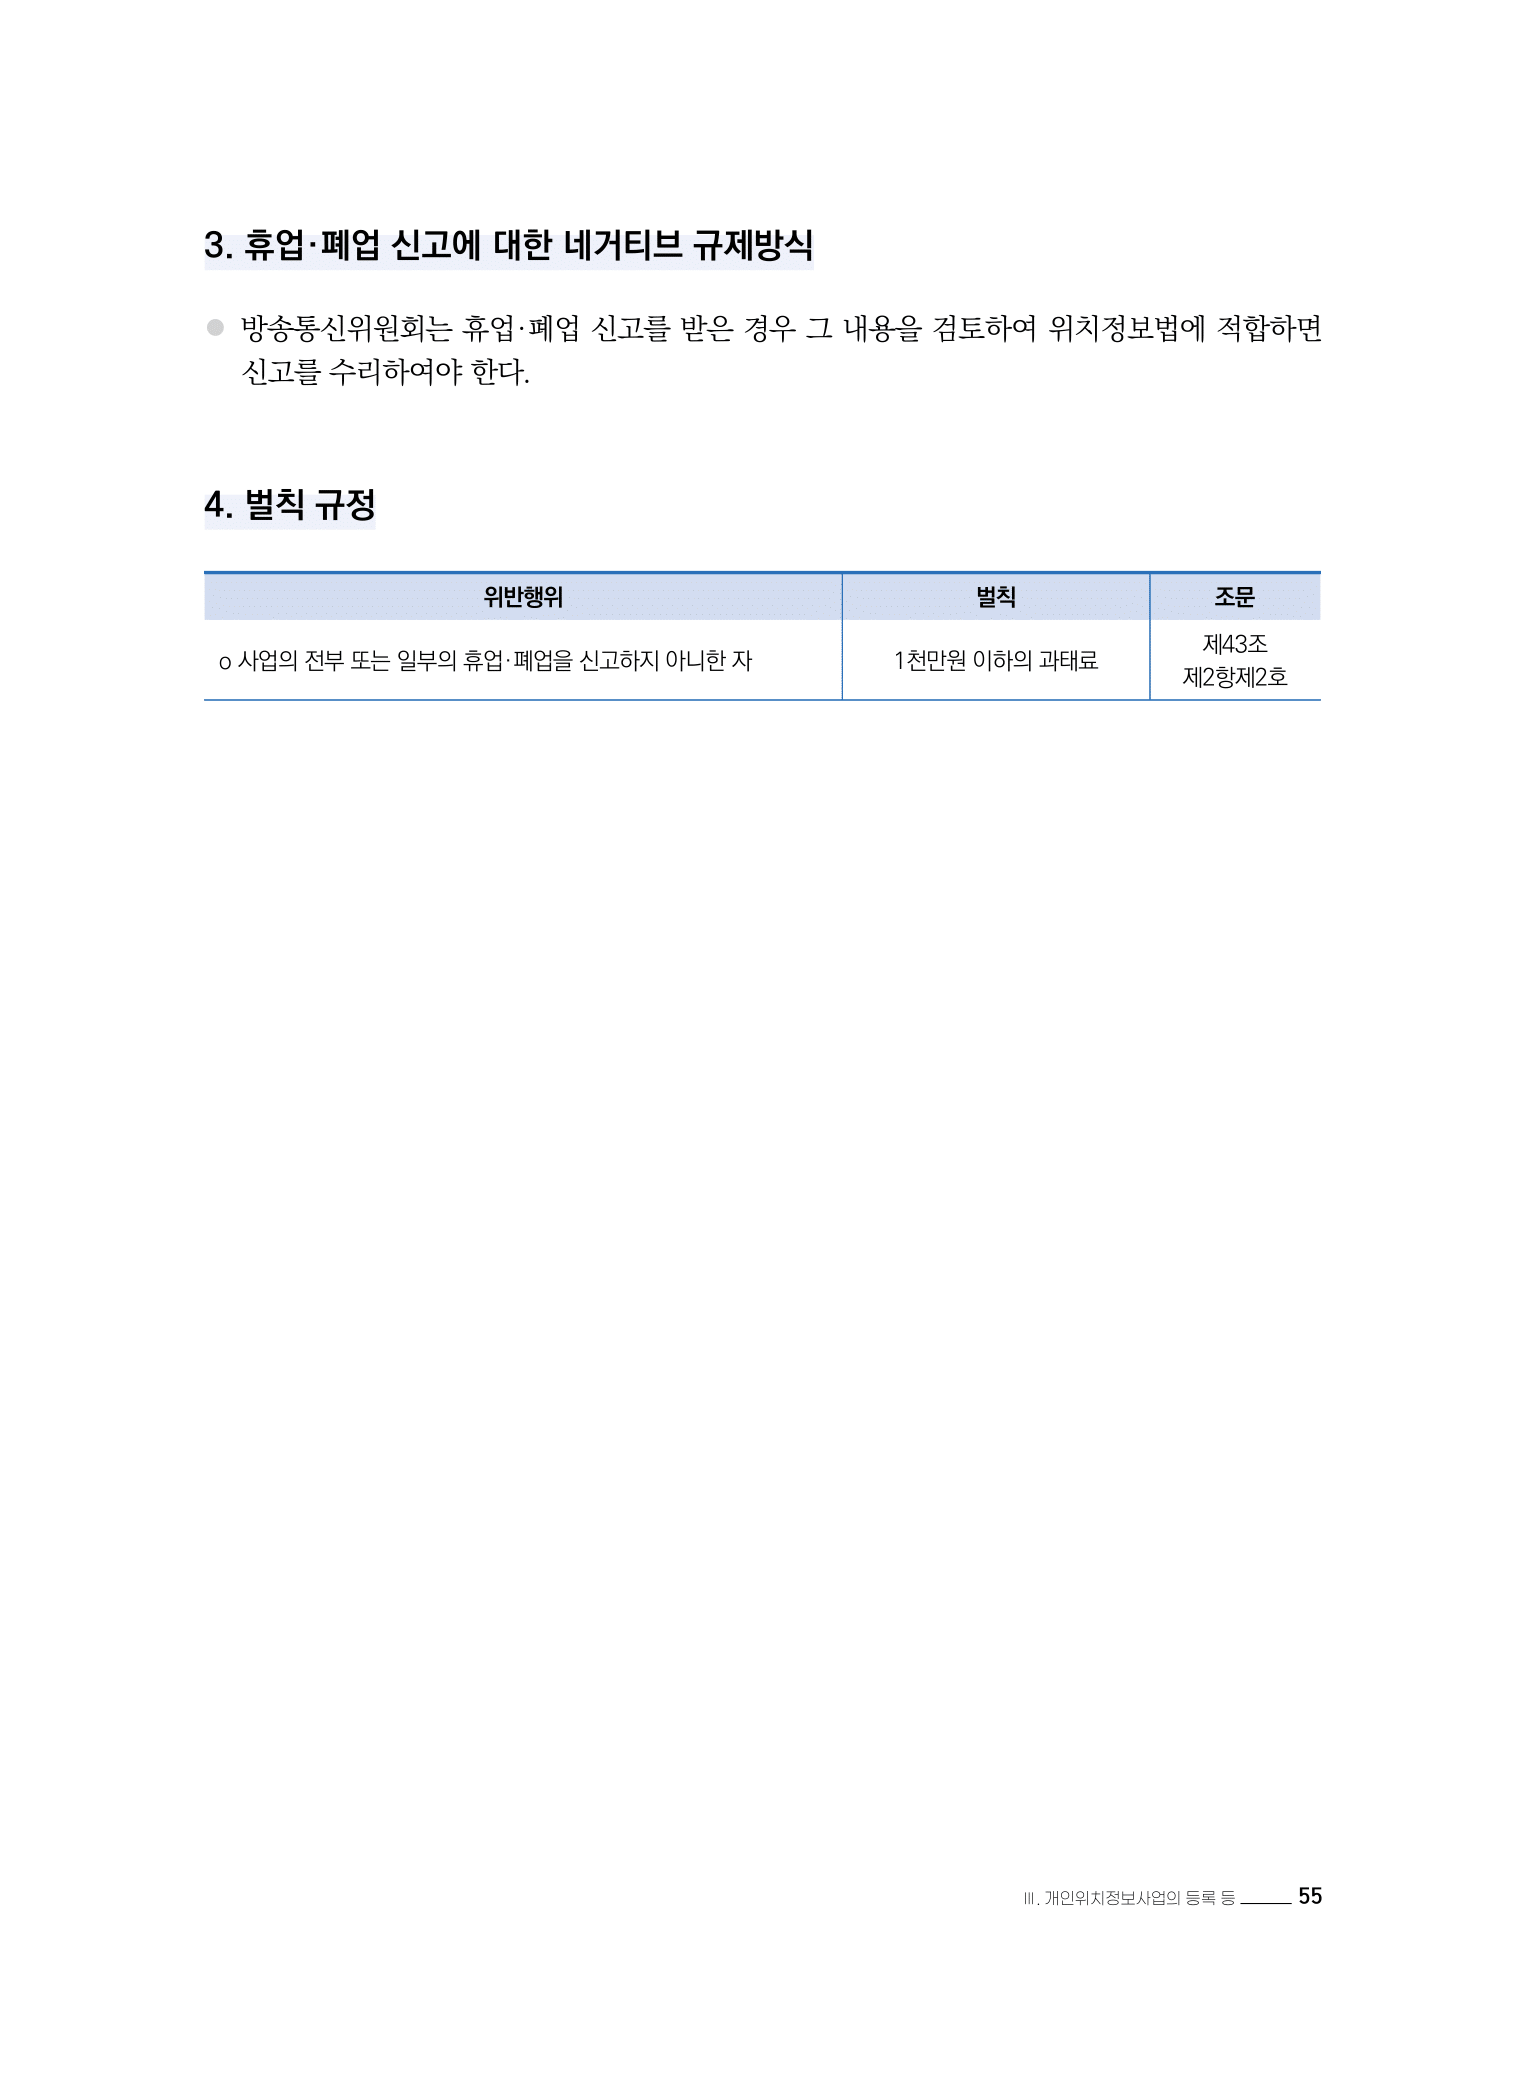 3. 휴업·폐업 신고에 대한 네거티브 규제방식
방송통신위원회는 휴업·폐업 신고를 받은 경우 그 내용을 검토하여 위치정보법에 적합하면
신고를 수리하여야 한다.
4. 벌칙 규정
위반행위 벌칙 조문
o 사업의 전부 또는 일부의 휴업·폐업을 신고하지 아니한 자 1천만원 이하의 과태료 제43조
제2항제2호
Ⅲ. 개인위치정보사업의 등록 등 55